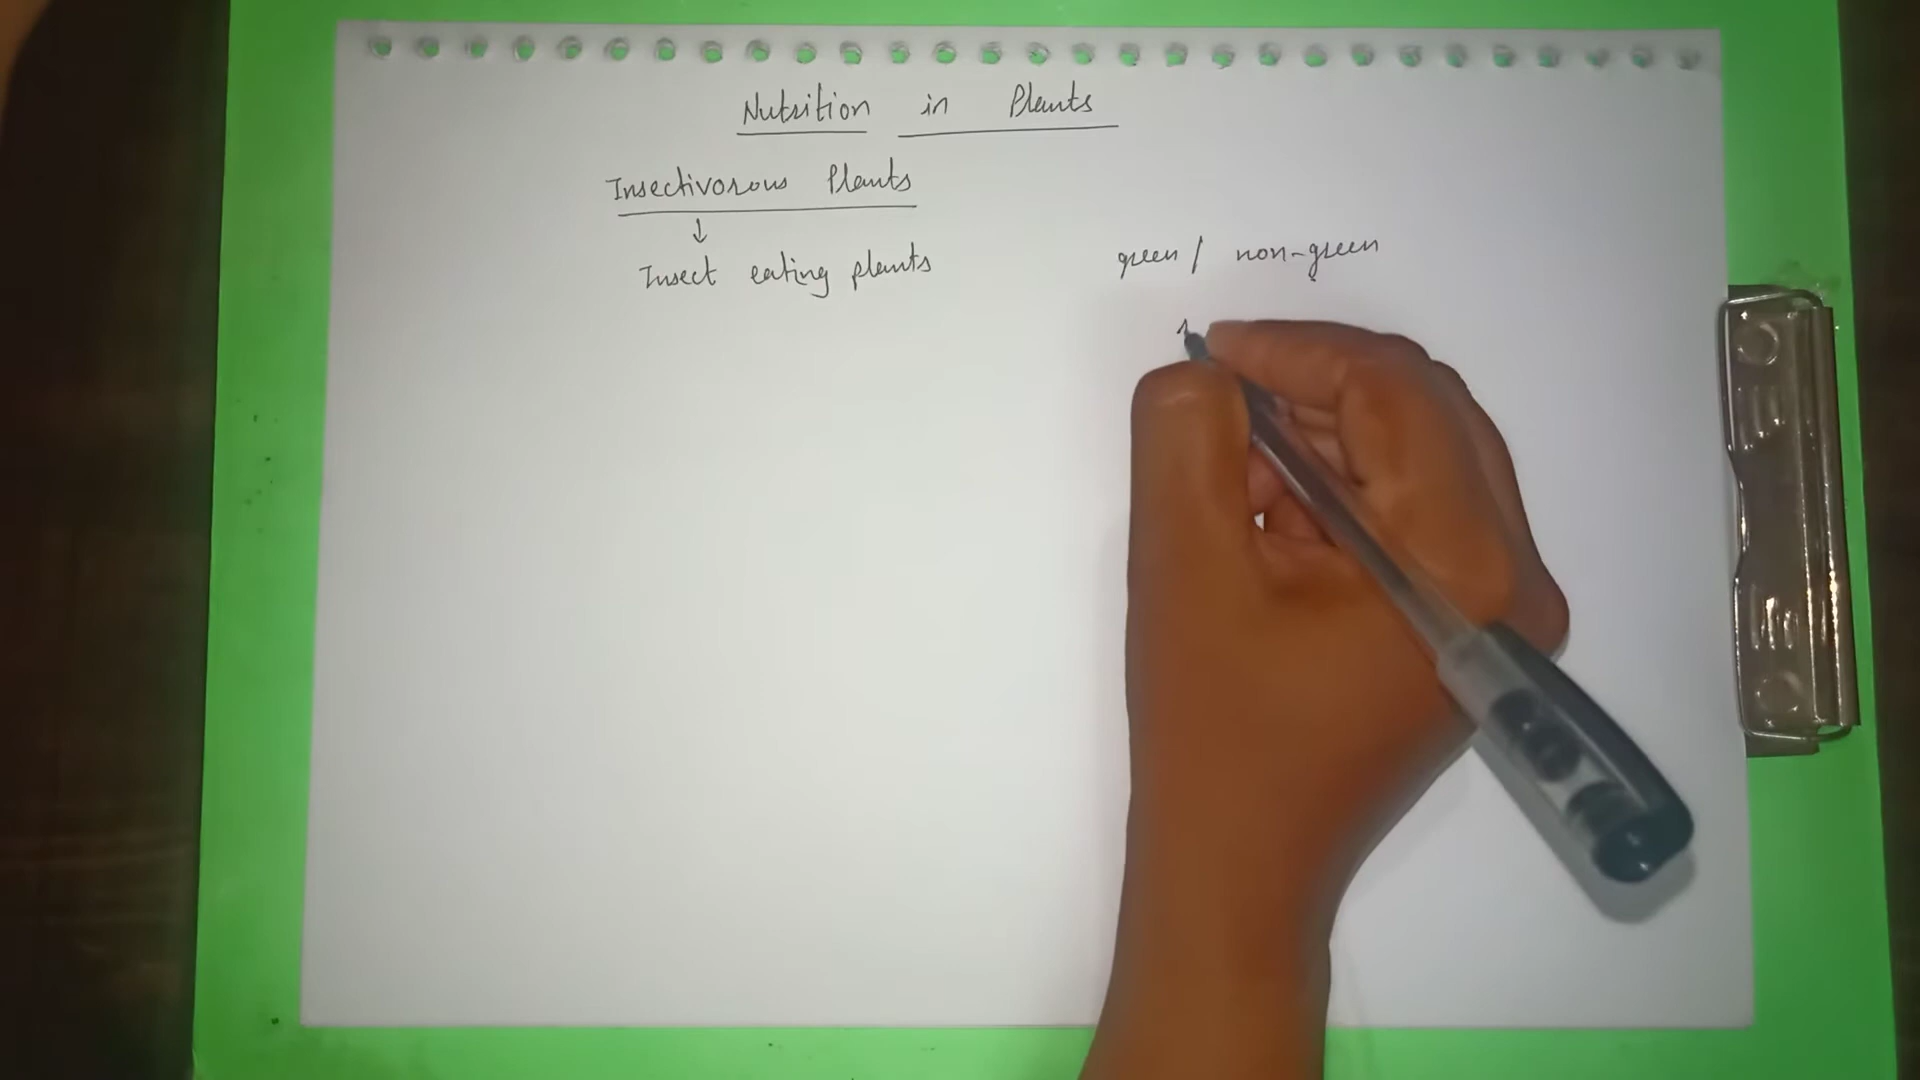 Nutrition in Plants
Insectivorous Plants
↓
Insect eating plants
green / non-green